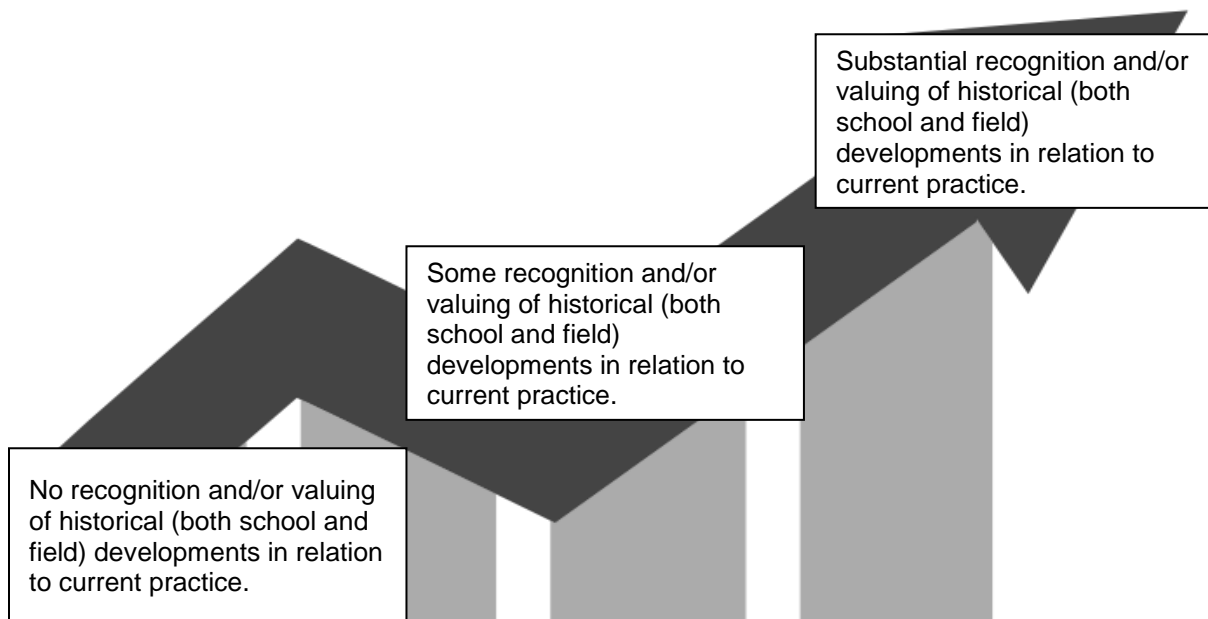 Substantial recognition and/or
valuing of historical (both
school and field)
developments in relation to
current practice.
Some recognition and/or
valuing of historical (both
school and field)
developments in relation to
current practice.
No recognition and/or valuing
of historical (both school and
field) developments in relation
to current practice.